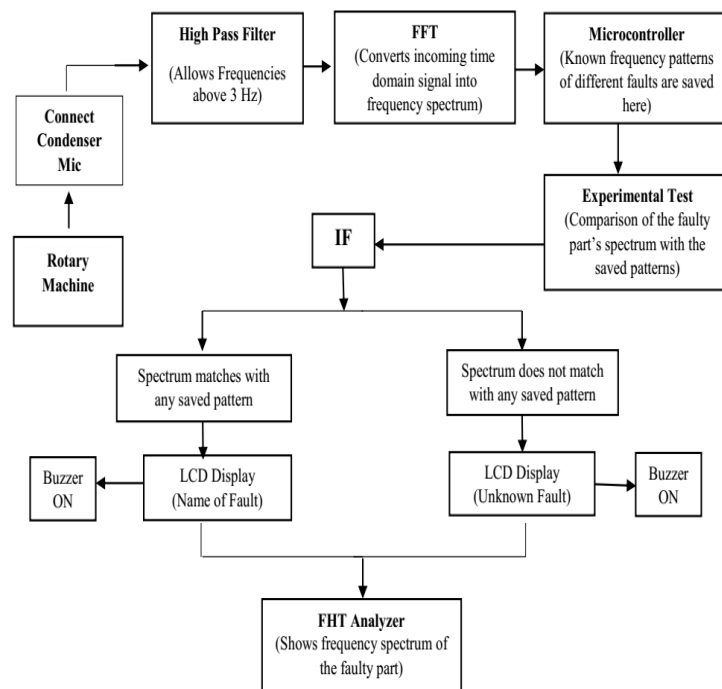 High Pass Filter
(Allows Frequencies
above 3 Hz)
FFT
(Converts incoming time
domain signal into
frequency spectrum)
Microcontroller
(Known frequency patterns
of different faults are saved
here)
Connect
Condenser
Mic
Rotary
Machine
Experimental Test
(Comparison of the faulty
part's spectrum with the
saved patterns)
IF
Spectrum matches with
any saved pattern
Spectrum does not match
with any saved pattern
Buzzer
ON
LCD Display
(Name of Fault)
LCD Display
(Unknown Fault)
Buzzer
ON
FHT Analyzer
(Shows frequency spectrum of
the faulty part)